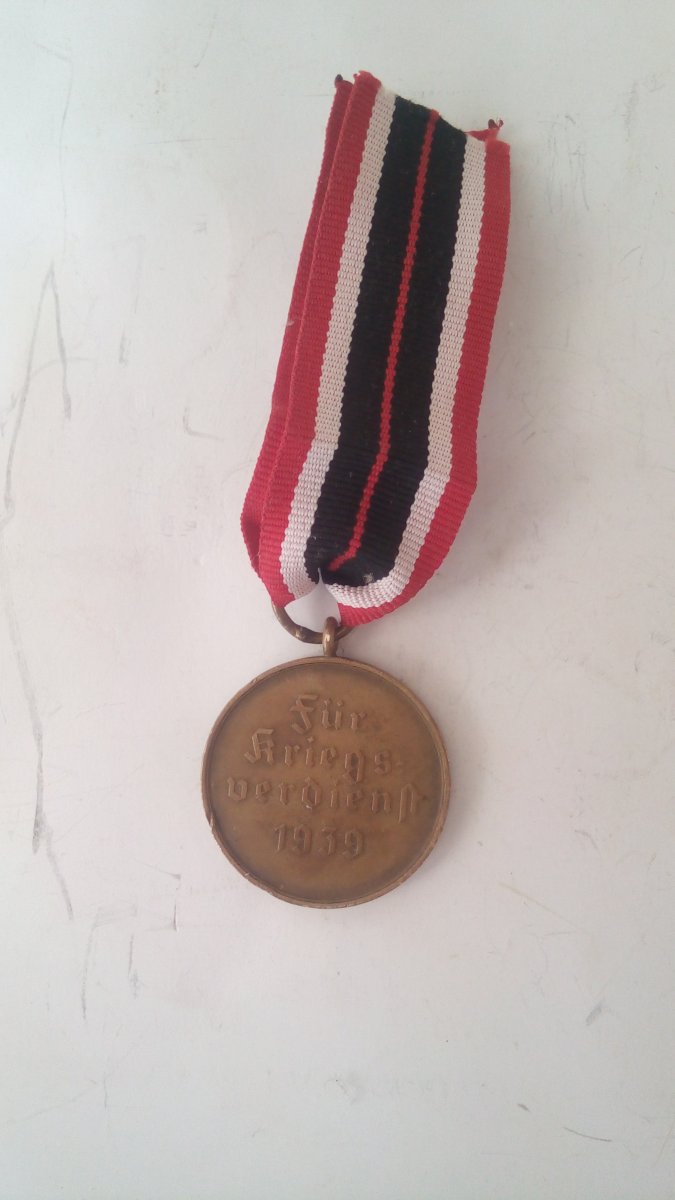 Für
Kriegs-
verdienst
1939